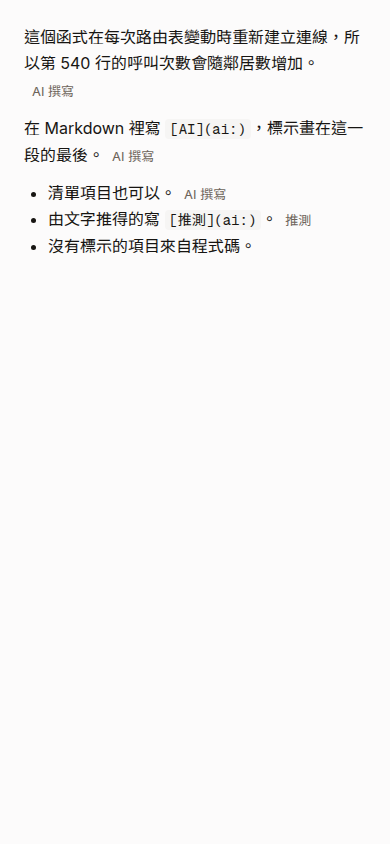 這個函式在每次路由表變動時重新建立連線，所
以第 540 行的呼叫次數會隨鄰居數增加。
AI 撰寫
在 Markdown 裡寫 [AI](ai:)，標示畫在這一
段的最後。 AI 撰寫
• 清單項目也可以。 AI 撰寫
• 由文字推得的寫 [推測](ai:)。 推測
• 沒有標示的項目來自程式碼。